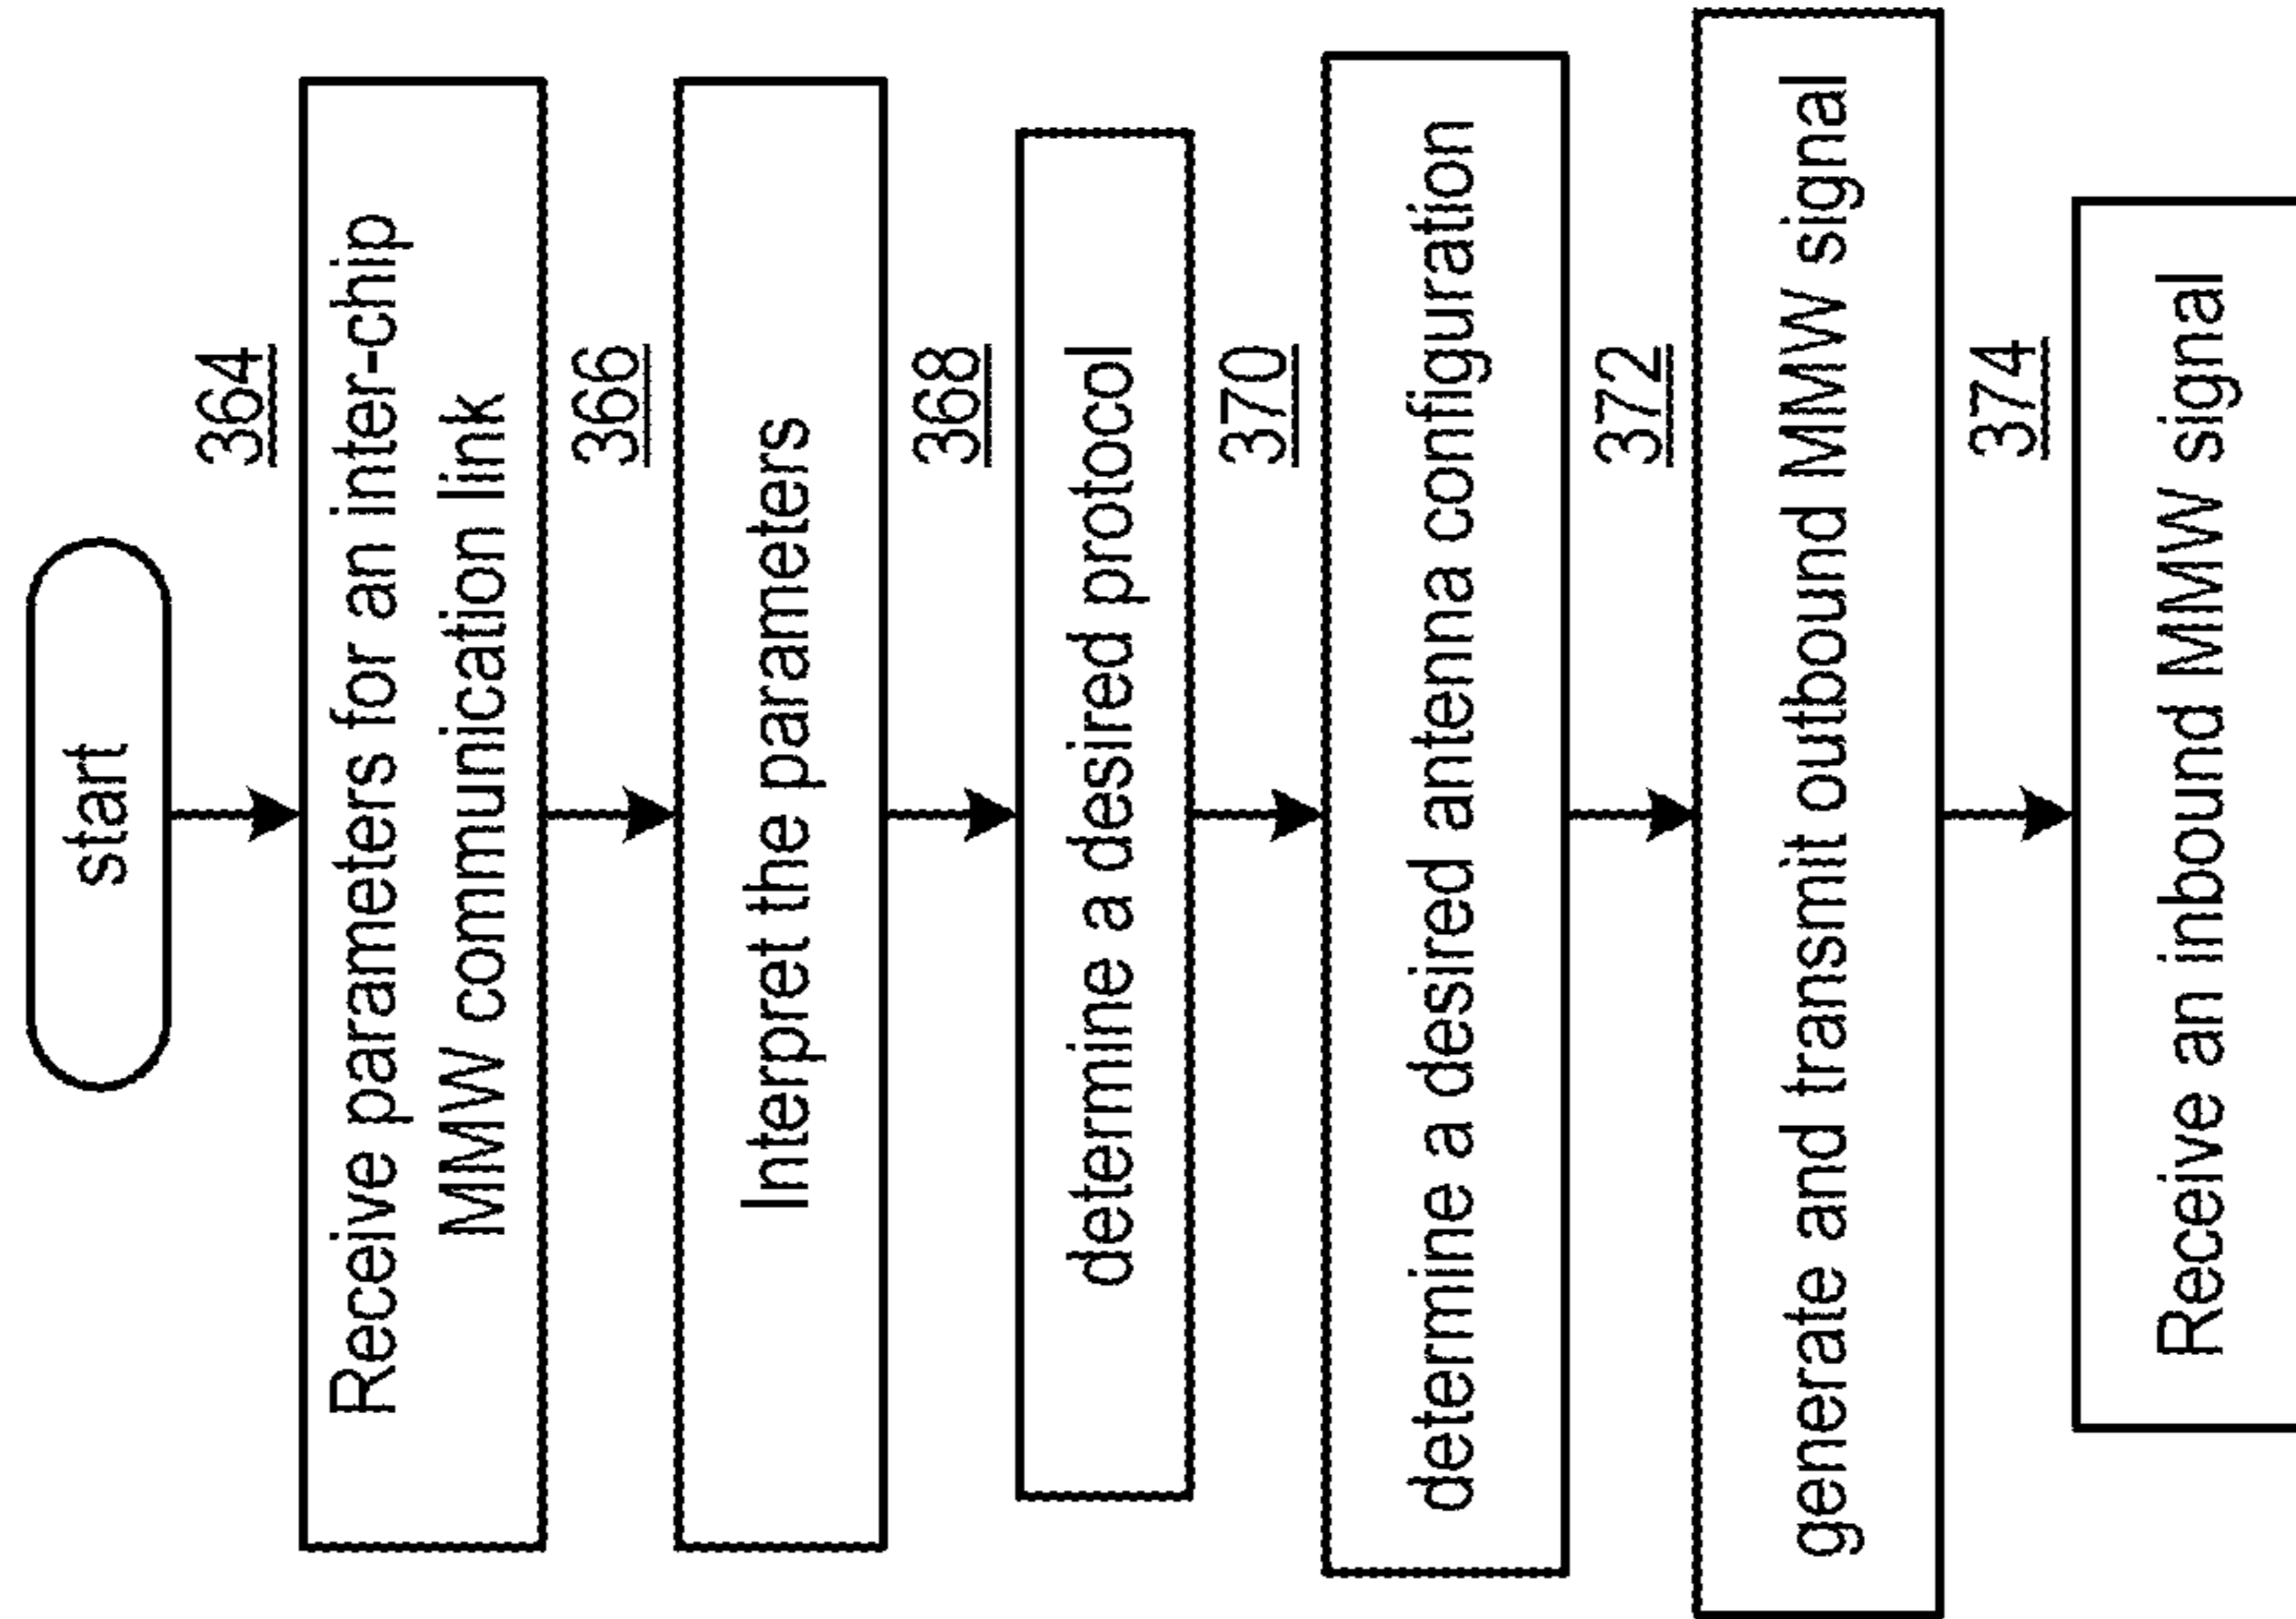 start
364
Receive parameters for an inter-chip
MMW communication link
366
Interpret the parameters
368
determine a desired protocol
370
determine a desired antenna configuration
372
generate and transmit outbound MMW signal
374
Receive an inbound MMW signal